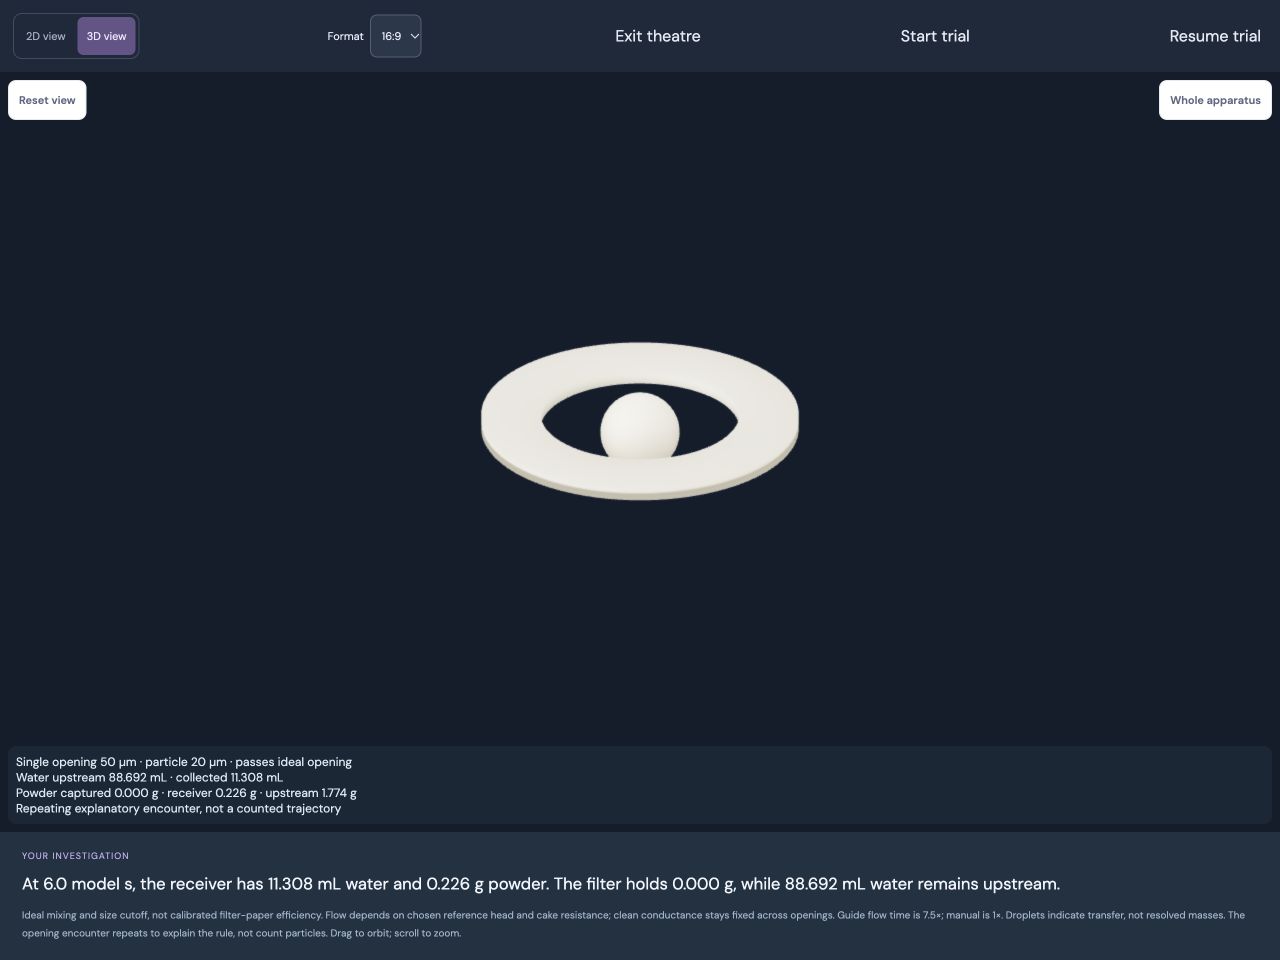 2D view
3D view
Format
16:9
Exit theatre
Start trial
Resume trial
Reset view
Whole apparatus
Single opening 50 µm · particle 20 µm · passes ideal opening
Water upstream 88.692 mL · collected 11.308 mL
Powder captured 0.000 g · receiver 0.226 g · upstream 1.774 g
Repeating explanatory encounter, not a counted trajectory
YOUR INVESTIGATION
At 6.0 model s, the receiver has 11.308 mL water and 0.226 g powder. The filter holds 0.000 g, while 88.692 mL water remains upstream.
Ideal mixing and size cutoff, not calibrated filter-paper efficiency. Flow depends on chosen reference head and cake resistance; clean conductance stays fixed across openings. Guide flow time is 7.5×; manual is 1×. Droplets indicate transfer, not resolved masses. The
opening encounter repeats to explain the rule, not count particles. Drag to orbit; scroll to zoom.